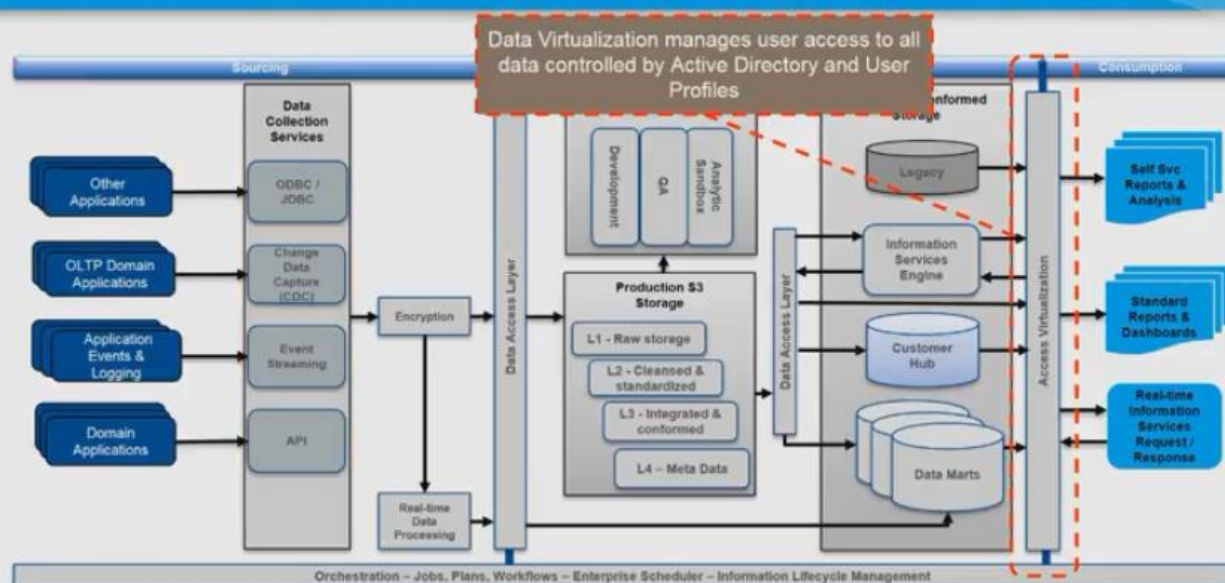 Data Virtualization manages user access to all
data controlled by Active Directory and User
Profiles
Sourcing
Consumption
Data
Collection
Services
Other
Applications
ODBC /
JDBC
OLTP Domain
Applications
Change
Data
Capture
(CDC)
Application
Events &
Logging
Event
Streaming
Domain
Applications
API
Encryption
Real-time
Data
Processing
Data Access Layer
Development
QA
Analytic
Sandbox
Production S3
Storage
L1 - Raw storage
L2 - Cleansed &
standardized
L3 - Integrated &
conformed
L4 – Meta Data
Data Access Layer
onformed
Storage
Legacy
Information
Services
Engine
Customer
Hub
Data Marts
Access Virtualization
Self Svc
Reports &
Analysis
Standard
Reports &
Dashboards
Real-time
Information
Services
Request /
Response
Orchestration – Jobs, Plans, Workflows – Enterprise Scheduler – Information Lifecycle Management